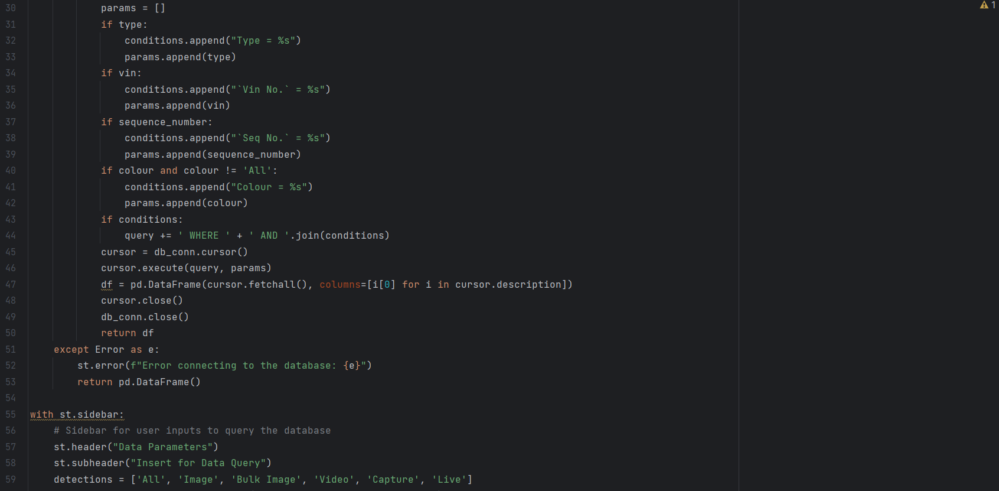 ⚠ 1
30 params = []
31 if type:
32 conditions.append("Type = %s")
33 params.append(type)
34 if vin:
35 conditions.append("`Vin No.` = %s")
36 params.append(vin)
37 if sequence_number:
38 conditions.append("`Seq No.` = %s")
39 params.append(sequence_number)
40 if colour and colour != 'All':
41 conditions.append("Colour = %s")
42 params.append(colour)
43 if conditions:
44 query += ' WHERE ' + ' AND '.join(conditions)
45 cursor = db_conn.cursor()
46 cursor.execute(query, params)
47 df = pd.DataFrame(cursor.fetchall(), columns=[i[0] for i in cursor.description])
48 cursor.close()
49 db_conn.close()
50 return df
51 except Error as e:
52 st.error(f"Error connecting to the database: {e}")
53 return pd.DataFrame()
54
55 with st.sidebar:
56 # Sidebar for user inputs to query the database
57 st.header("Data Parameters")
58 st.subheader("Insert for Data Query")
59 detections = ['All', 'Image', 'Bulk Image', 'Video', 'Capture', 'Live']